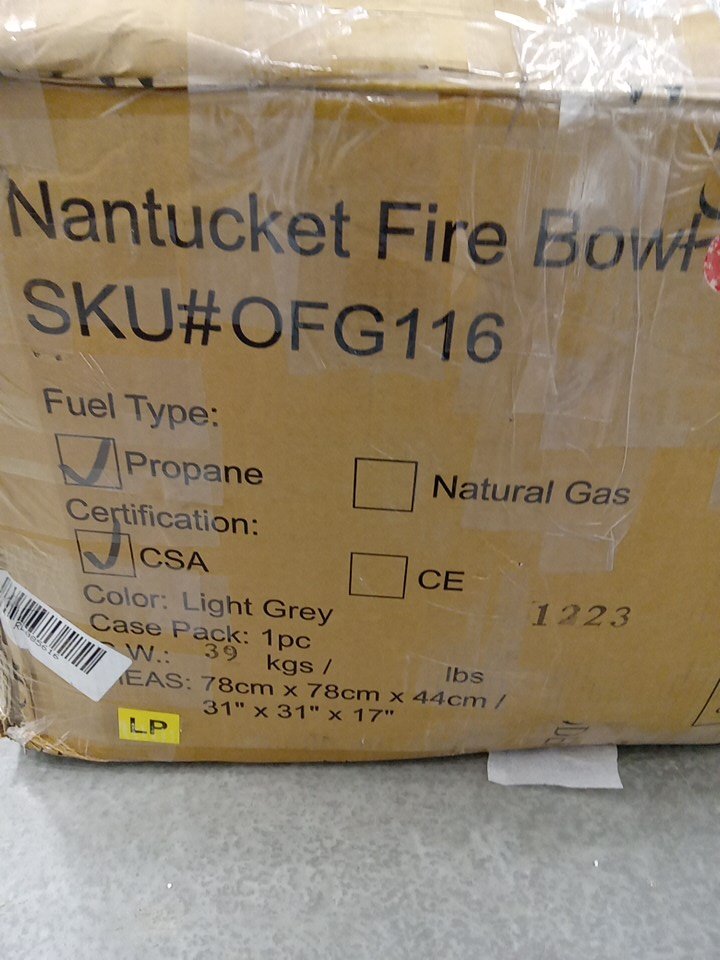 Nantucket Fire Bowl
SKU#OFG116
Fuel Type:
Propane Natural Gas
Certification:
CSA CE
Color: Light Grey
1223
Case Pack: 1pc
W.: 39 kgs / lbs
MEAS: 78cm x 78cm x 44cm /
31" x 31" x 17"
LP